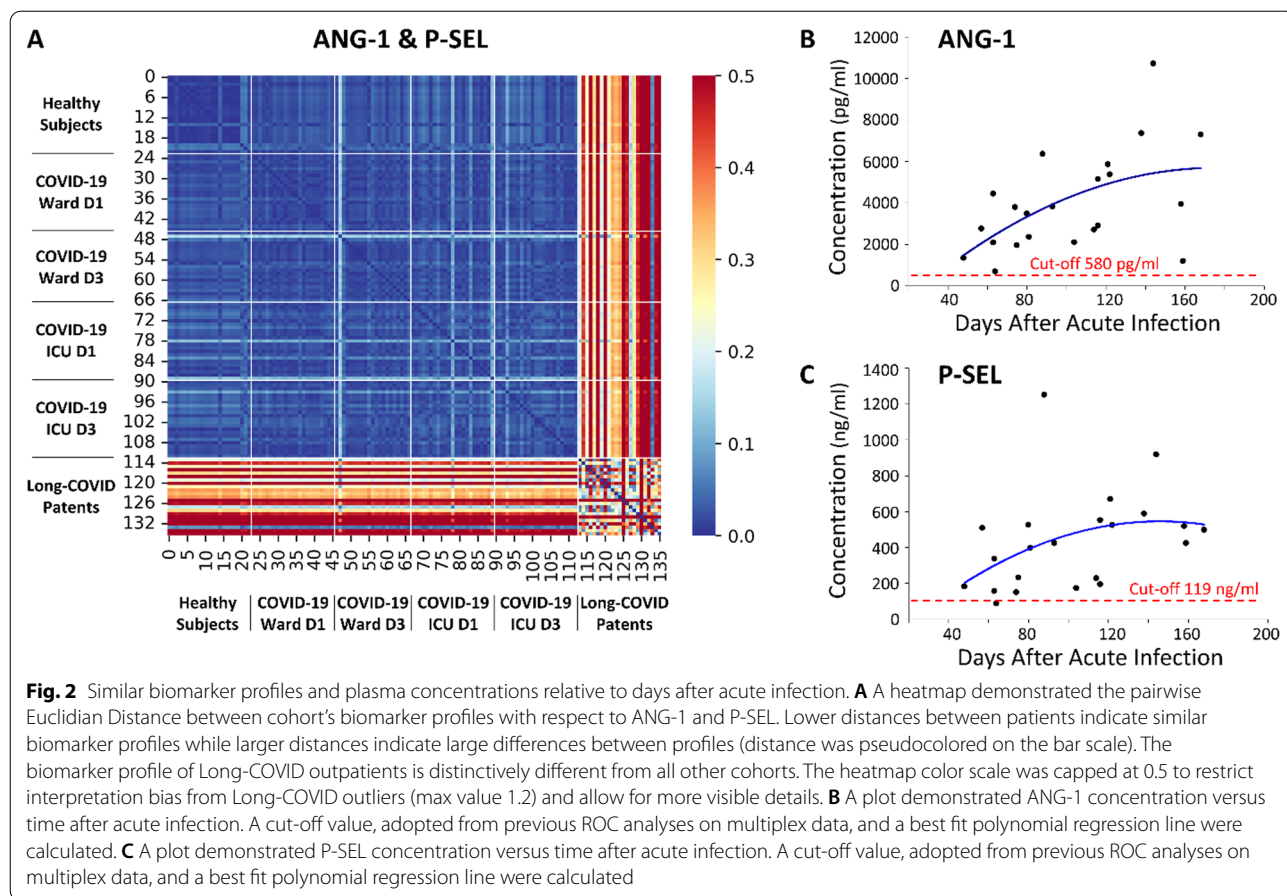 A
ANG-1 & P-SEL
0
6
12
18
24
30
36
42
48
54
60
66
72
78
84
90
96
102
108
114
120
126
132
Healthy
Subjects
COVID-19
Ward D1
COVID-19
Ward D3
COVID-19
ICU D1
COVID-19
ICU D3
Long-COVID
Patents
0
5
10
15
20
25
30
35
40
45
50
55
60
65
70
75
80
85
90
95
100
105
110
115
120
125
130
135
Healthy
Subjects
COVID-19
Ward D1
COVID-19
Ward D3
COVID-19
ICU D1
COVID-19
ICU D3
Long-COVID
Patents
0.5
0.4
0.3
0.2
0.1
0.0
B
ANG-1
Concentration (pg/ml)
12000
10000
8000
6000
4000
2000
0
Cut-off 580 pg/ml
40
80
120
160
200
Days After Acute Infection
C
P-SEL
Concentration (ng/ml)
1400
1200
1000
800
600
400
200
0
Cut-off 119 ng/ml
40
80
120
160
200
Days After Acute Infection
Fig. 2 Similar biomarker profiles and plasma concentrations relative to days after acute infection. A A heatmap demonstrated the pairwise
Euclidian Distance between cohort's biomarker profiles with respect to ANG-1 and P-SEL. Lower distances between patients indicate similar
biomarker profiles while larger distances indicate large differences between profiles (distance was pseudocolored on the bar scale). The
biomarker profile of Long-COVID outpatients is distinctively different from all other cohorts. The heatmap color scale was capped at 0.5 to restrict
interpretation bias from Long-COVID outliers (max value 1.2) and allow for more visible details. B A plot demonstrated ANG-1 concentration versus
time after acute infection. A cut-off value, adopted from previous ROC analyses on multiplex data, and a best fit polynomial regression line were
calculated. C A plot demonstrated P-SEL concentration versus time after acute infection. A cut-off value, adopted from previous ROC analyses on
multiplex data, and a best fit polynomial regression line were calculated